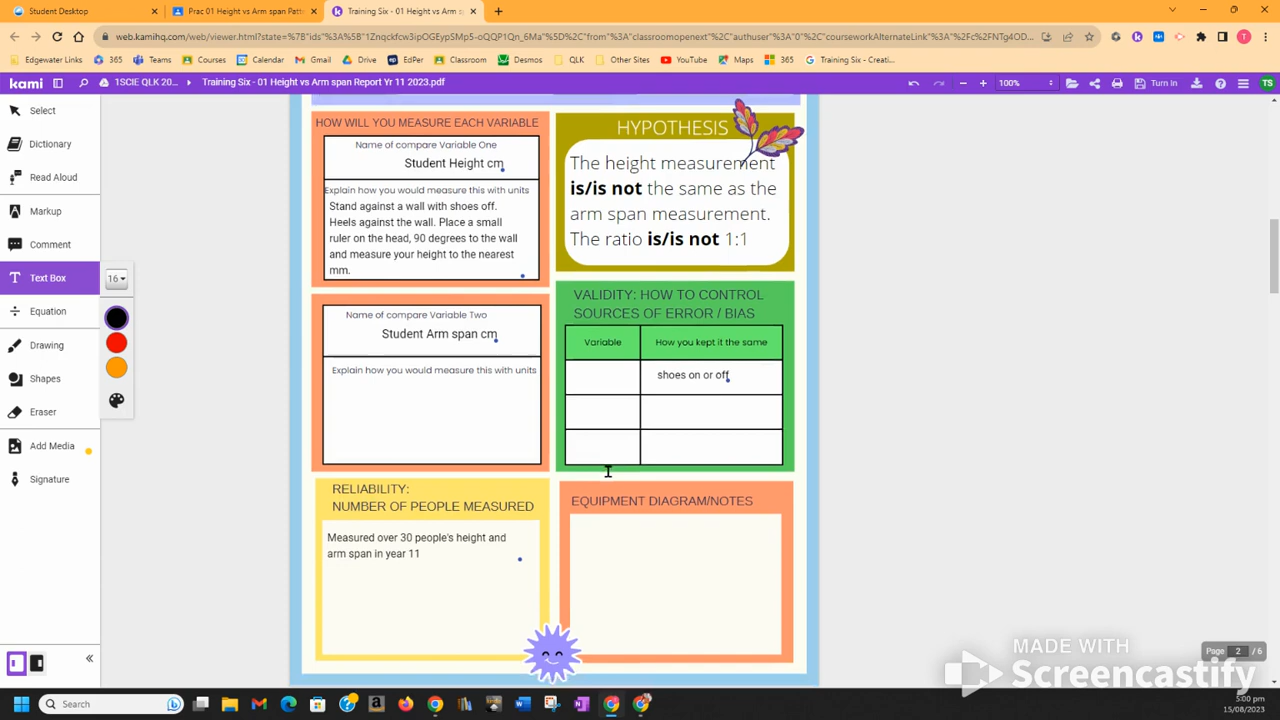 Student Desktop
Prac 01 Height vs Arm span Patt
Training Six - 01 Height vs Arm s
web.kamihq.com/web/viewer.html?state=%7B"ids"%3A%5B"1Znqckfcw3ipOGEypSMp5-oQQP1Qn_6Ma%5D%2C"from"%3A"classroomopenext"%2C"authuser"%3A"0"%2C"courseworkAlternateLink"%3A"%2Fc%2FNTg4OD...
Edgewater Links
365
Teams
Courses
EdPer
Calendar
Gmail
Drive
Classroom
Desmos
QLK
Other Sites
YouTube
Maps
365
Training Six - Creati...
kami
1SCIE QLK 20...
Training Six - 01 Height vs Arm span Report Yr 11 2023.pdf
100%
Turn in
TS
Select
Dictionary
Read Aloud
Markup
Comment
Text Box
Equation
Drawing
Shapes
Eraser
Add Media
Signature
16
HOW WILL YOU MEASURE EACH VARIABLE
Name of compare Variable One
Student Height cm
Explain how you would measure this with units
Stand against a wall with shoes off.
Heels against the wall. Place a small
ruler on the head, 90 degrees to the wall
and measure your height to the nearest
mm.
HYPOTHESIS
The height measurement
is/is not the same as the
arm span measurement.
The ratio is/is not 1:1
Name of compare Variable Two
Student Arm span cm
Explain how you would measure this with units
VALIDITY: HOW TO CONTROL
SOURCES OF ERROR / BIAS
Variable
How you kept it the same
shoes on or off
RELIABILITY:
NUMBER OF PEOPLE MEASURED
Measured over 30 people's height and
arm span in year 11
EQUIPMENT DIAGRAM/NOTES
MADE WITH
Screencastify
Page 2 / 6
Search
5:00 pm
15/08/2023